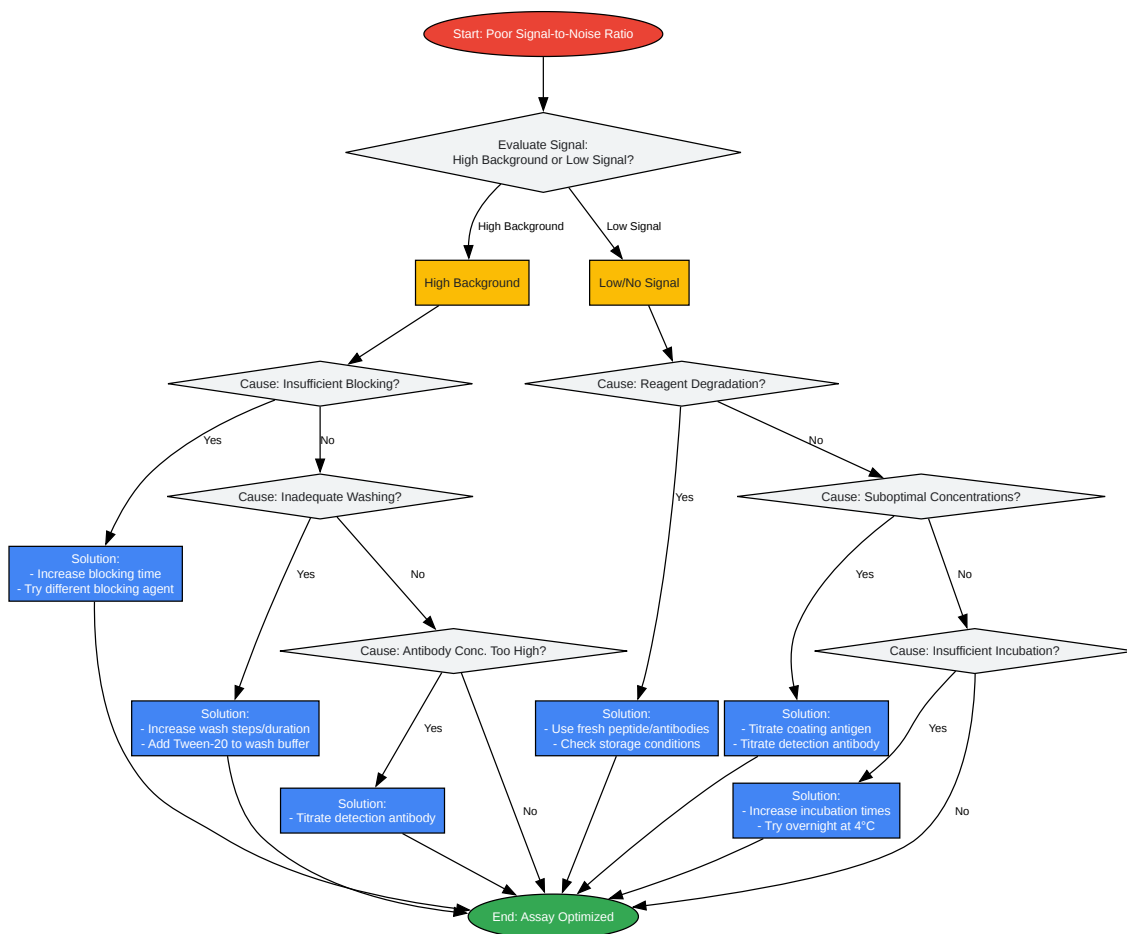 Start: Poor Signal-to-Noise Ratio
Evaluate Signal:
High Background or Low Signal?
High Background
Low Signal
High Background
Low/No Signal
Cause: Insufficient Blocking?
Cause: Reagent Degradation?
Yes
No
No
Cause: Inadequate Washing?
Yes
Cause: Suboptimal Concentrations?
Solution:
- Increase blocking time
- Try different blocking agent
Yes
No
Yes
No
Cause: Antibody Conc. Too High?
Cause: Insufficient Incubation?
Solution:
- Increase wash steps/duration
- Add Tween-20 to wash buffer
Yes
Solution:
- Use fresh peptide/antibodies
- Check storage conditions
Solution:
- Titrate coating antigen
- Titrate detection antibody
Yes
Solution:
- Titrate detection antibody
No
Solution:
- Increase incubation times
- Try overnight at 4°C
No
End: Assay Optimized